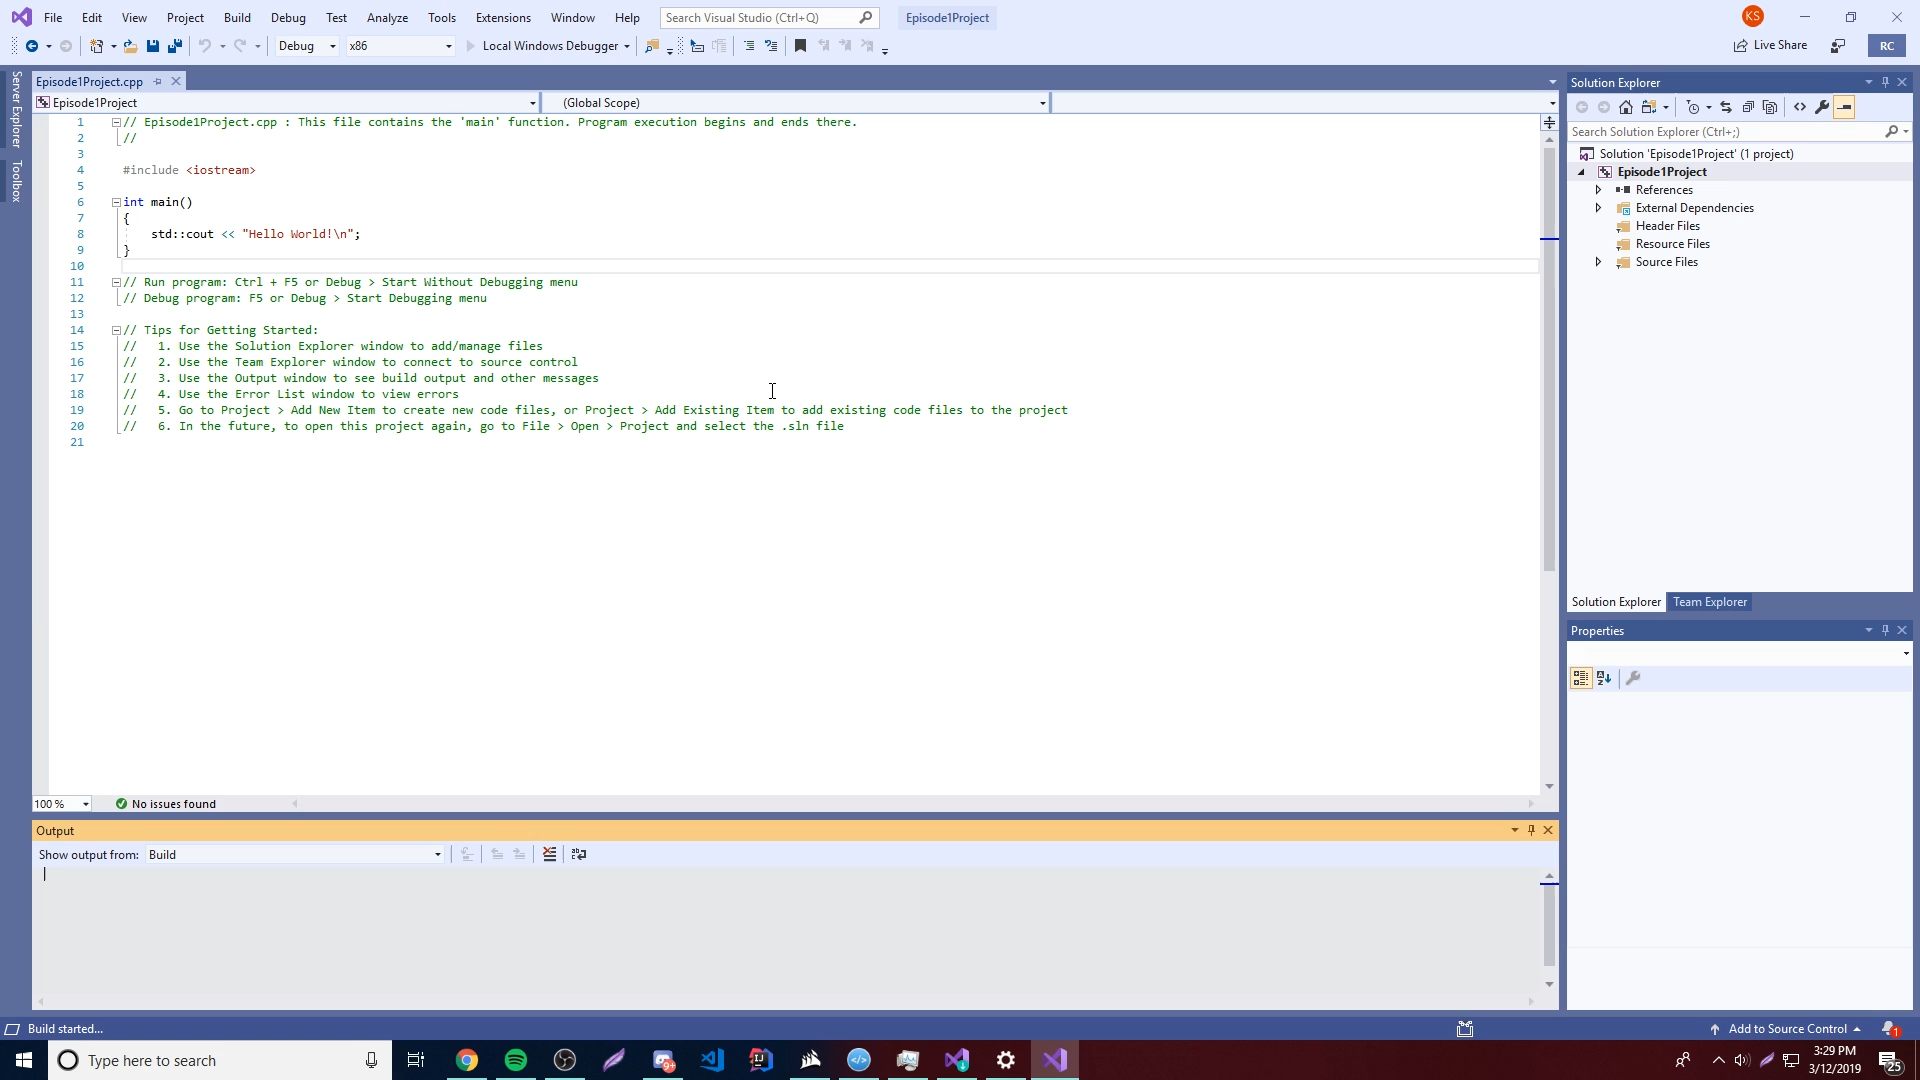 File Edit View Project Build Debug Test Analyze Tools Extensions Window Help Search Visual Studio (Ctrl+Q) Episode1Project KS
Debug x86 Local Windows Debugger Live Share RC
Server Explorer
Toolbox
Episode1Project.cpp
Episode1Project (Global Scope)
1 // Episode1Project.cpp : This file contains the 'main' function. Program execution begins and ends there.
2 //
3
4 #include <iostream>
5
6 int main()
7 {
8 std::cout << "Hello World!\n";
9 }
10
11 // Run program: Ctrl + F5 or Debug > Start Without Debugging menu
12 // Debug program: F5 or Debug > Start Debugging menu
13
14 // Tips for Getting Started:
15 // 1. Use the Solution Explorer window to add/manage files
16 // 2. Use the Team Explorer window to connect to source control
17 // 3. Use the Output window to see build output and other messages
18 // 4. Use the Error List window to view errors
19 // 5. Go to Project > Add New Item to create new code files, or Project > Add Existing Item to add existing code files to the project
20 // 6. In the future, to open this project again, go to File > Open > Project and select the .sln file
21
100 % No issues found
Output
Show output from: Build
Solution Explorer
Search Solution Explorer (Ctrl+;)
Solution 'Episode1Project' (1 project)
Episode1Project
References
External Dependencies
Header Files
Resource Files
Source Files
Solution Explorer Team Explorer
Properties
Build started... Add to Source Control 1
Type here to search 3:29 PM
3/12/2019 25